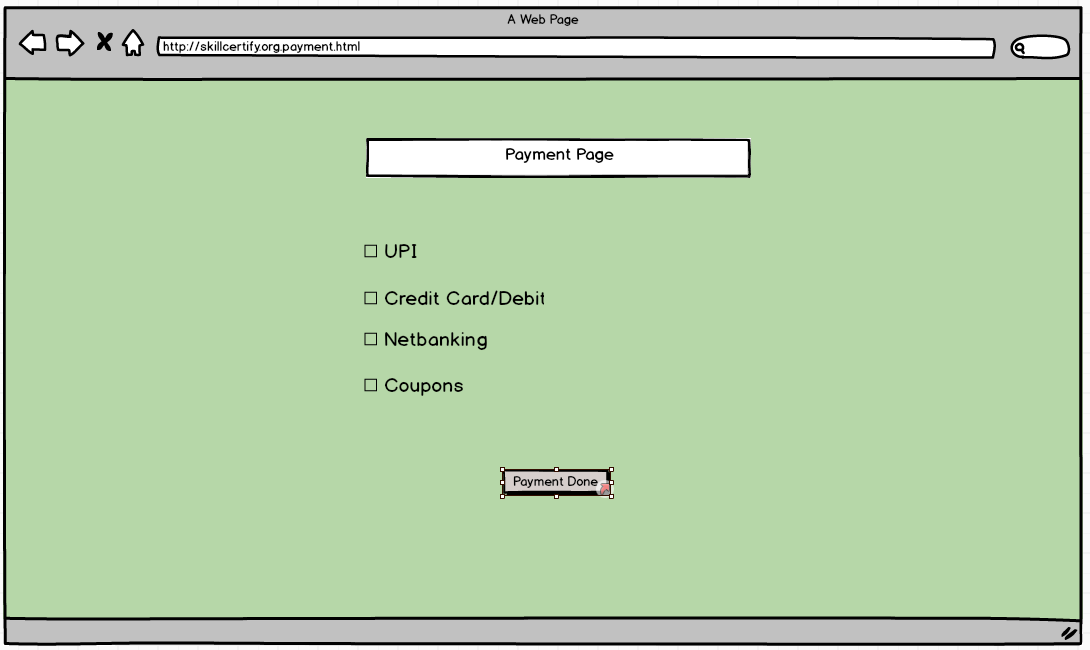 A Web Page
http://skillcertify.org.payment.html
Payment Page
UPI
Credit Card/Debit
Netbanking
Coupons
Payment Done